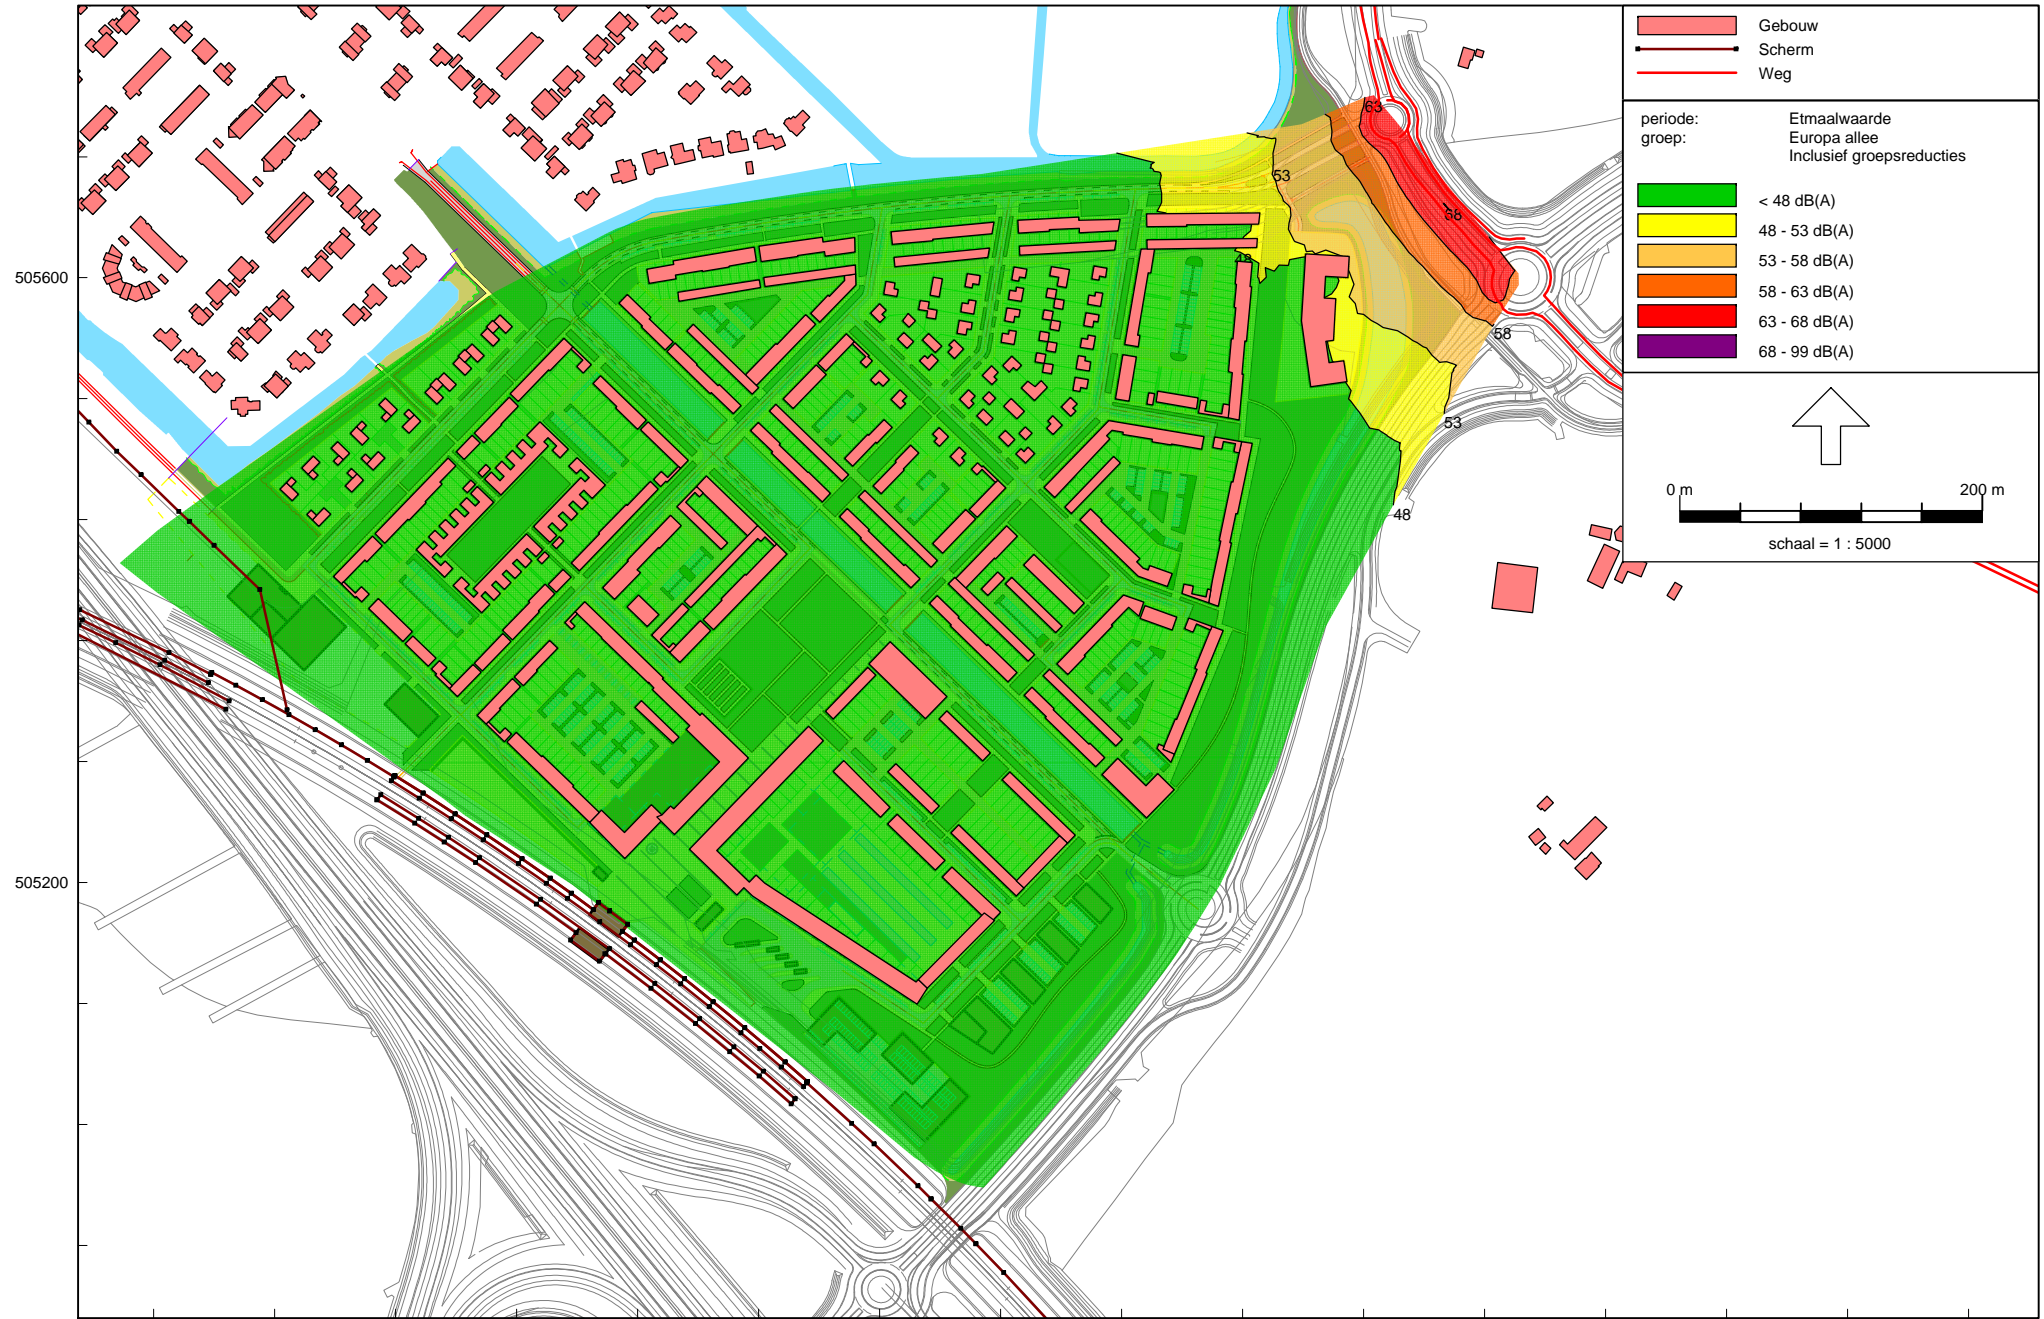 Gebouw
Scherm
Weg
periode: Etmaalwaarde
groep: Europa allee
Inclusief groepsreducties
< 48 dB(A)
48 - 53 dB(A)
53 - 58 dB(A)
58 - 63 dB(A)
63 - 68 dB(A)
68 - 99 dB(A)
0 m 200 m
schaal = 1 : 5000
63
53
68
48
505600
58
53
48
505200